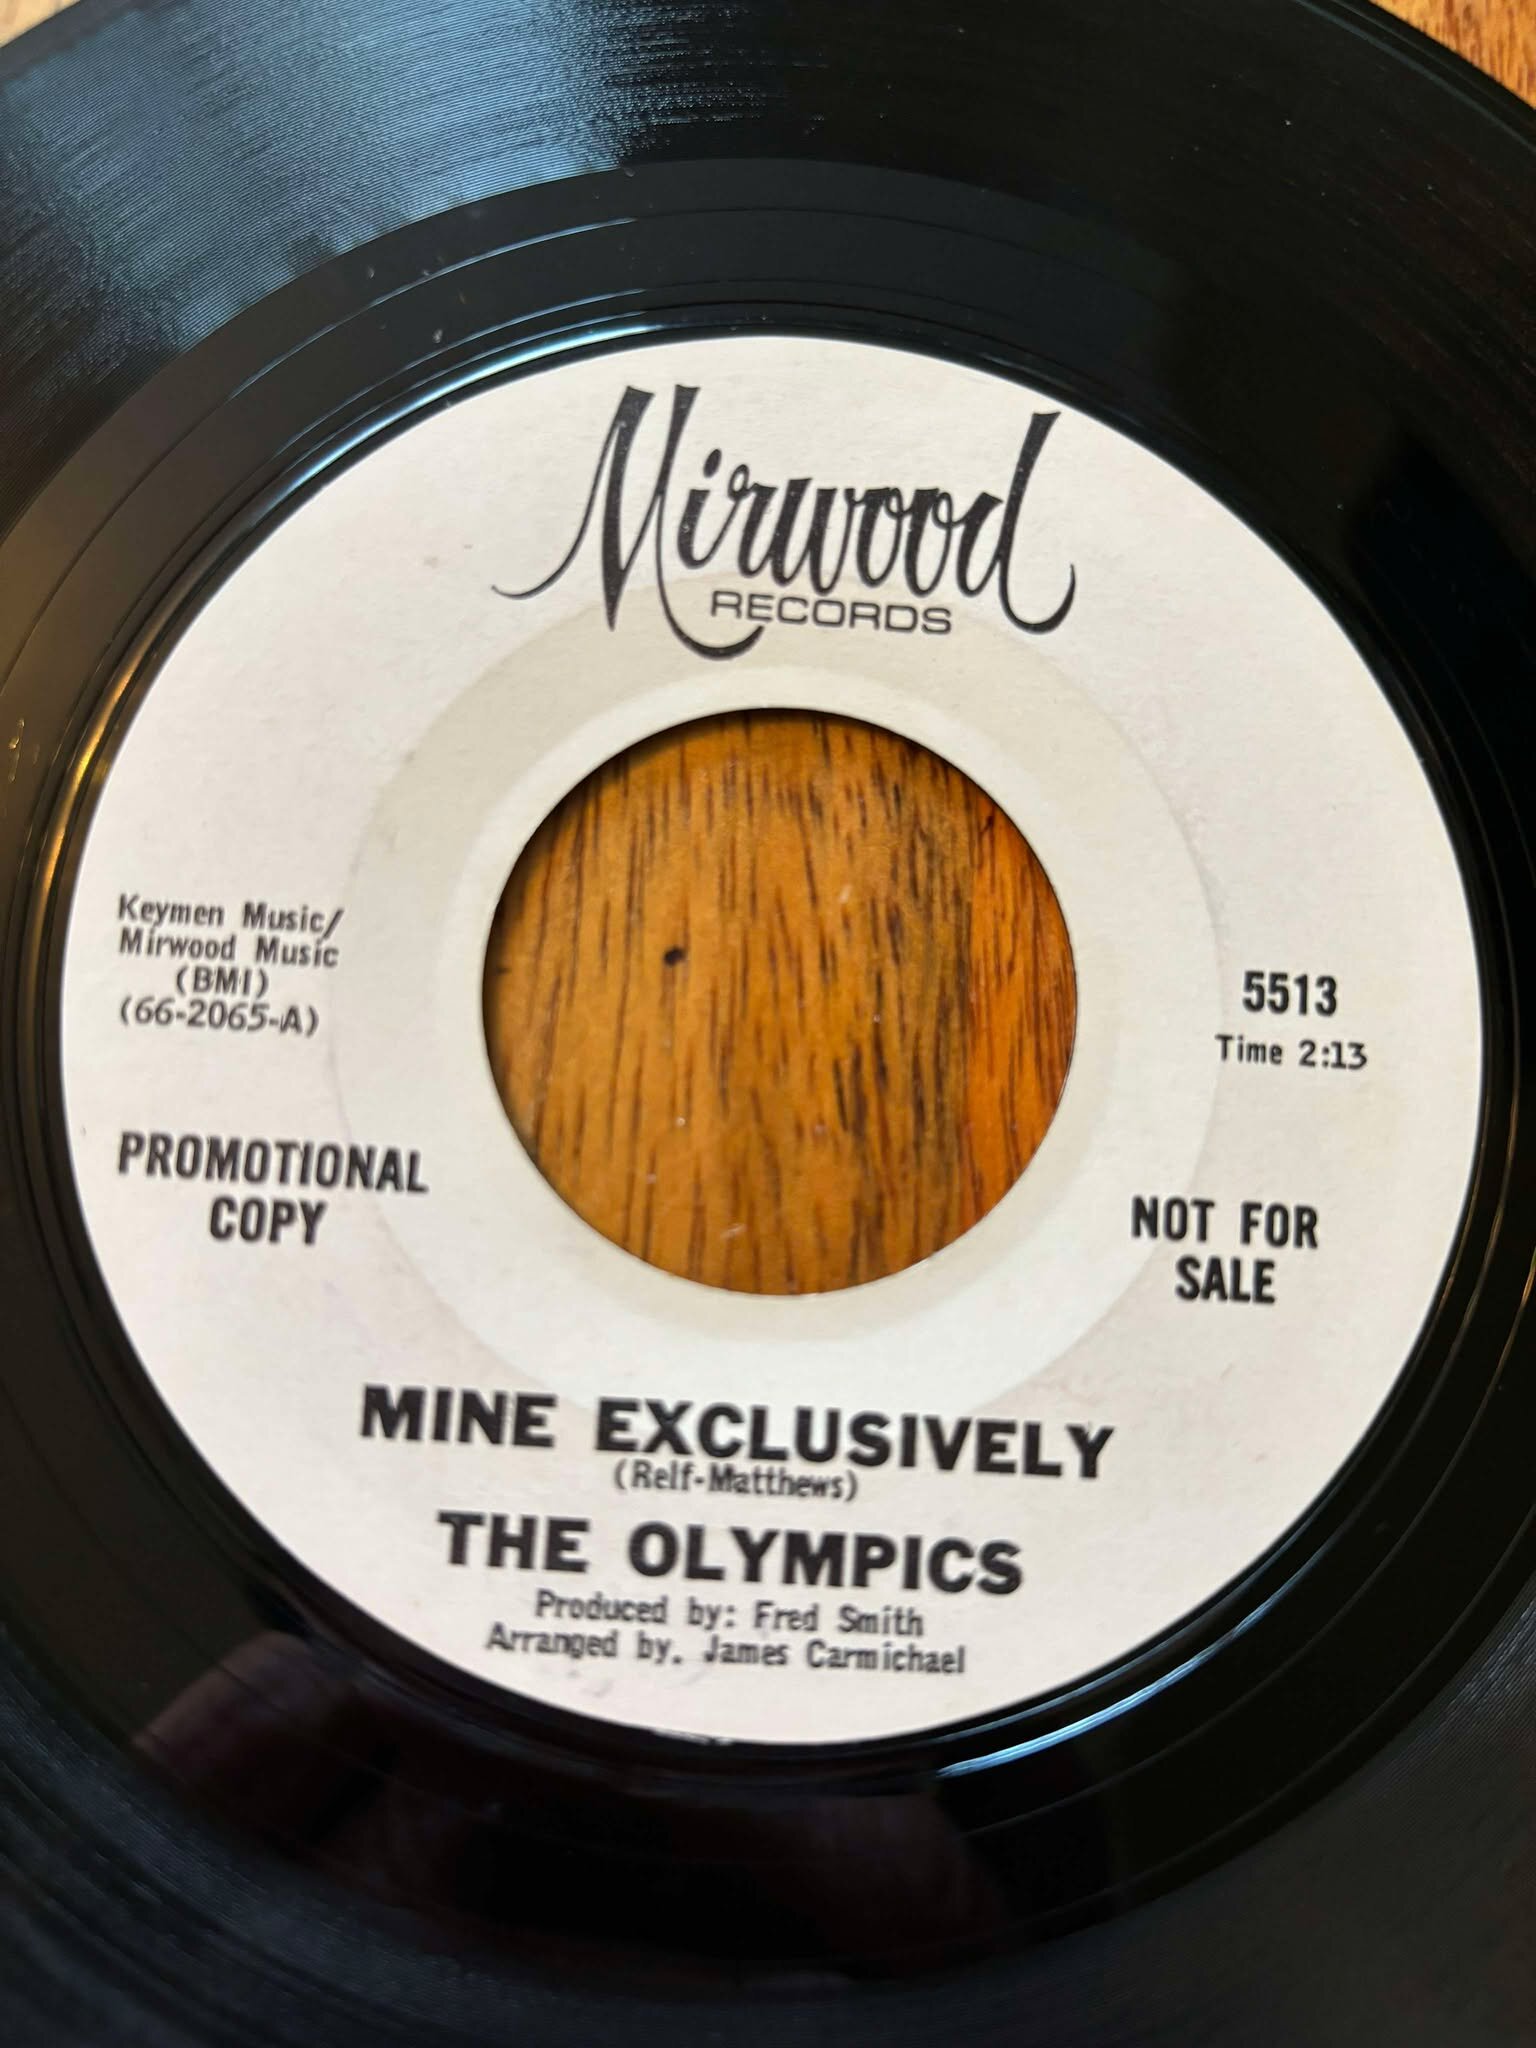 Mirwood
RECORDS
Keymen Music/
Mirwood Music
(BMI)
(66-2065-A)
5513
Time 2:13
PROMOTIONAL
COPY
NOT FOR
SALE
MINE EXCLUSIVELY
(Relf-Matthews)
THE OLYMPICS
Produced by: Fred Smith
Arranged by. James Carmichael